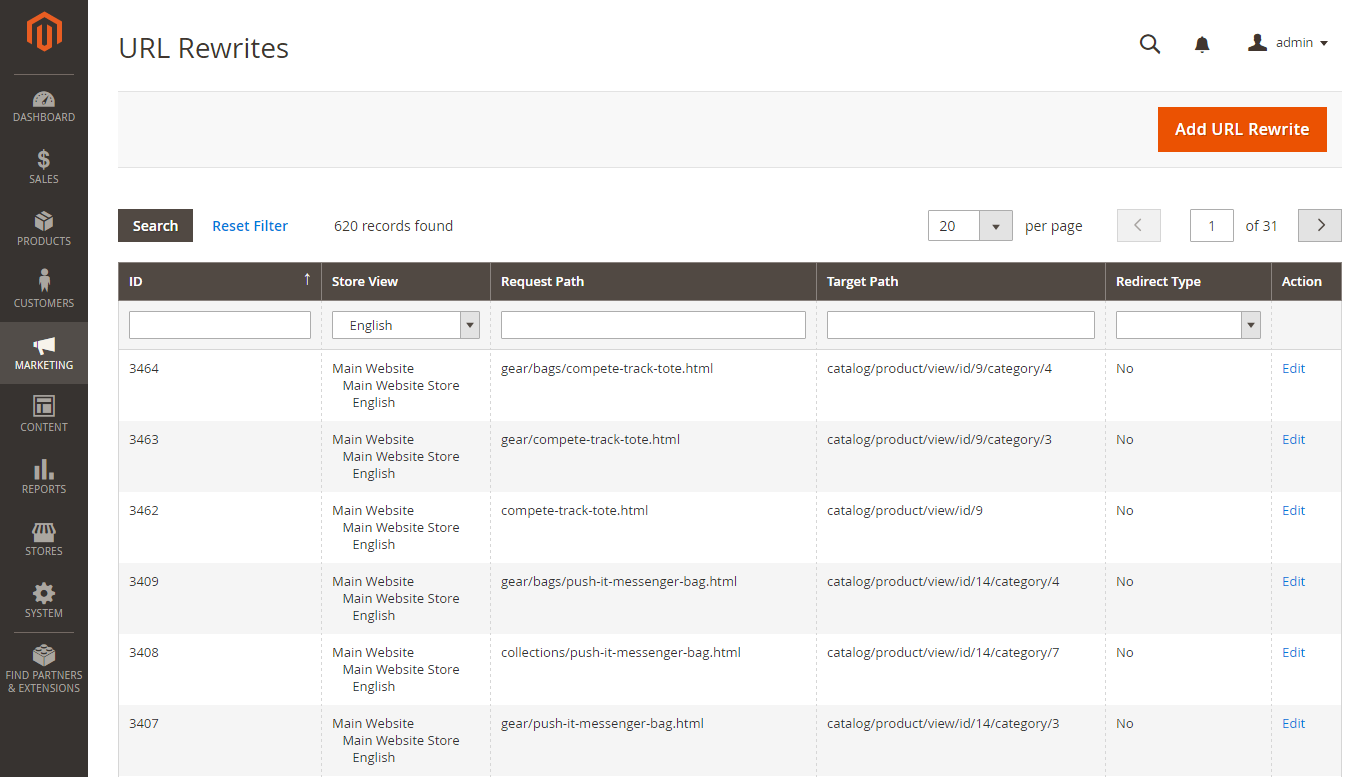 URL Rewrites
admin
Add URL Rewrite
DASHBOARD
SALES
PRODUCTS
CUSTOMERS
MARKETING
CONTENT
REPORTS
STORES
SYSTEM
FIND PARTNERS
& EXTENSIONS
Search Reset Filter 620 records found 20 per page 1 of 31
ID ↑ Store View Request Path Target Path Redirect Type Action
English
3464 Main Website gear/bags/compete-track-tote.html catalog/product/view/id/9/category/4 No Edit
Main Website Store
English
3463 Main Website gear/compete-track-tote.html catalog/product/view/id/9/category/3 No Edit
Main Website Store
English
3462 Main Website compete-track-tote.html catalog/product/view/id/9 No Edit
Main Website Store
English
3409 Main Website gear/bags/push-it-messenger-bag.html catalog/product/view/id/14/category/4 No Edit
Main Website Store
English
3408 Main Website collections/push-it-messenger-bag.html catalog/product/view/id/14/category/7 No Edit
Main Website Store
English
3407 Main Website gear/push-it-messenger-bag.html catalog/product/view/id/14/category/3 No Edit
Main Website Store
English